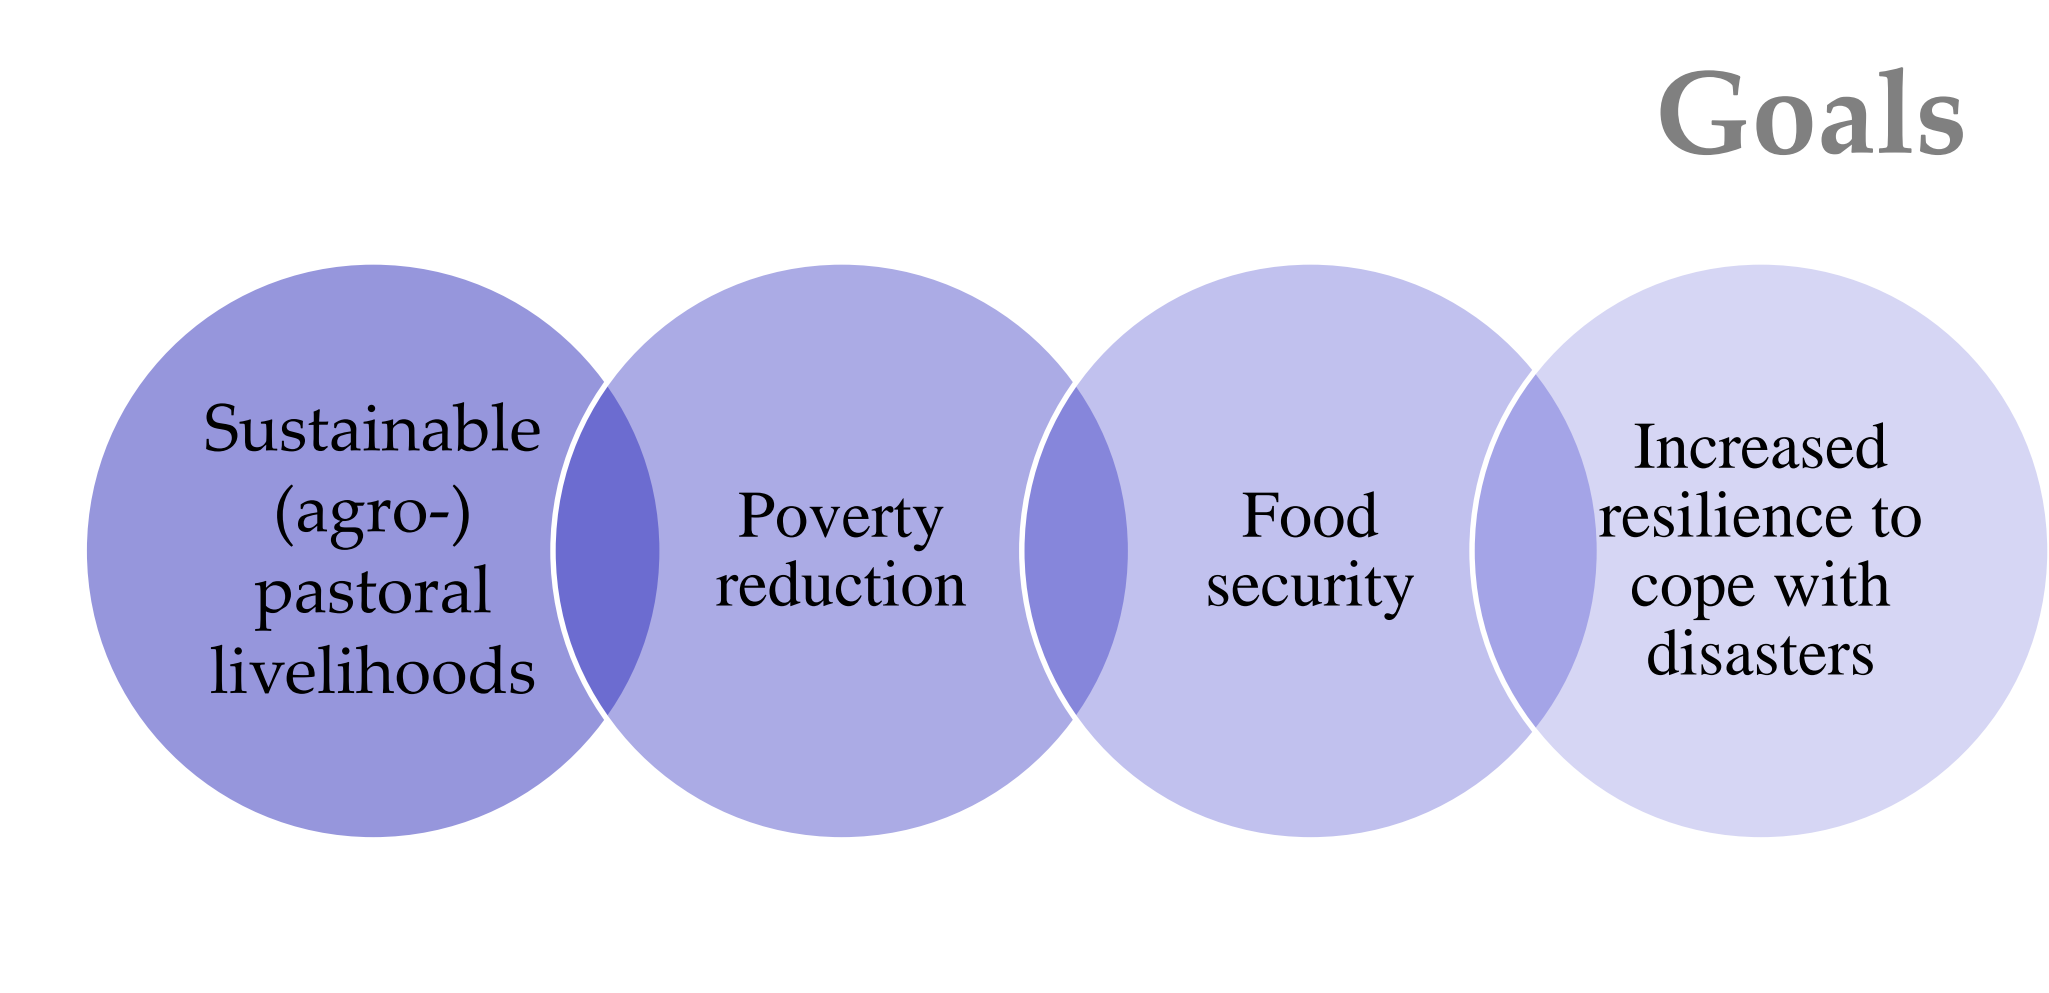 Goals
Sustainable
(agro-)
pastoral
livelihoods
Poverty
reduction
Food
security
Increased
resilience to
cope with
disasters